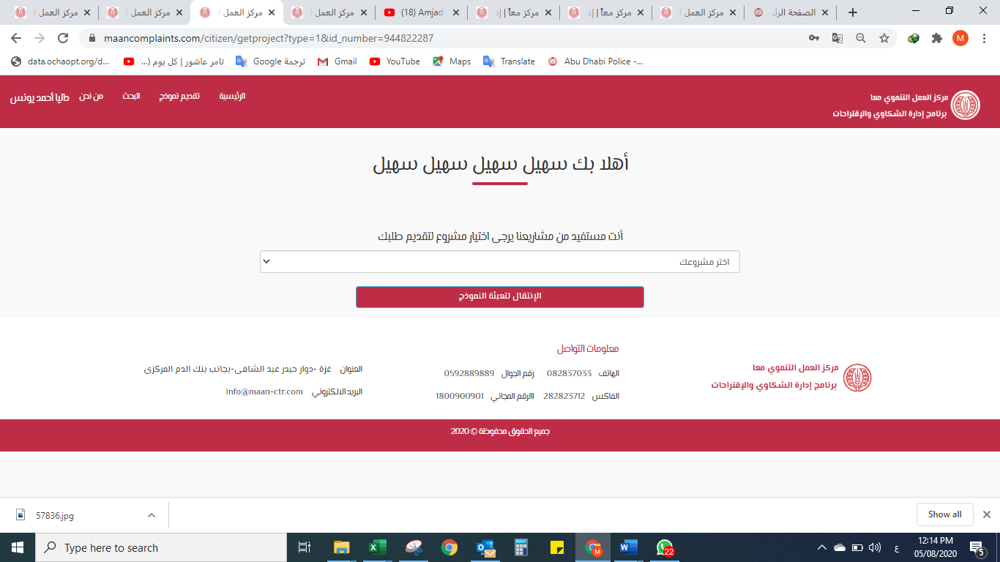 مركز العمل ا
مركز العمل ا
مركز العمل ا
مركز العمل ا
(18) Amjad
مركز معاً | إد
مركز معاً | إد
مركز العمل ا
الصفحة الرئي
maancomplaints.com/citizen/getproject?type=1&id_number=944822287
M
data.ochaopt.org/d...
تامر عاشور | كل يوم (...
ترجمة Google
Gmail
YouTube
Maps
Translate
Abu Dhabi Police -...
مركز العمل التنموي معا
برنامج إدارة الشكاوي والإقتراحات
الرئيسية
تقديم نموذج
البحث
من نحن
داليا أحمد يونس
أهلا بك سهيل سهيل سهيل سهيل
أنت مستفيد من مشاريعنا يرجى اختيار مشروع لتقديم طلبك
اختر مشروعك
الإنتقال لتعبئة النموذج
مركز العمل التنموي معا
برنامج إدارة الشكاوي والإقتراحات
معلومات التواصل
الهاتف 082837033 رقم الجوال 0592889889
الفاكس 282823712 االرقم المجاني 1800900901
العنوان غزة -دوار حيدر عبد الشافي-بجانب بنك الدم المركزي
البريد الالكتروني info@maan-ctr.com
جميع الحقوق محفوظة © 2020
57836.jpg
Show all
Type here to search
M
22
ع
12:14 PM
05/08/2020
5